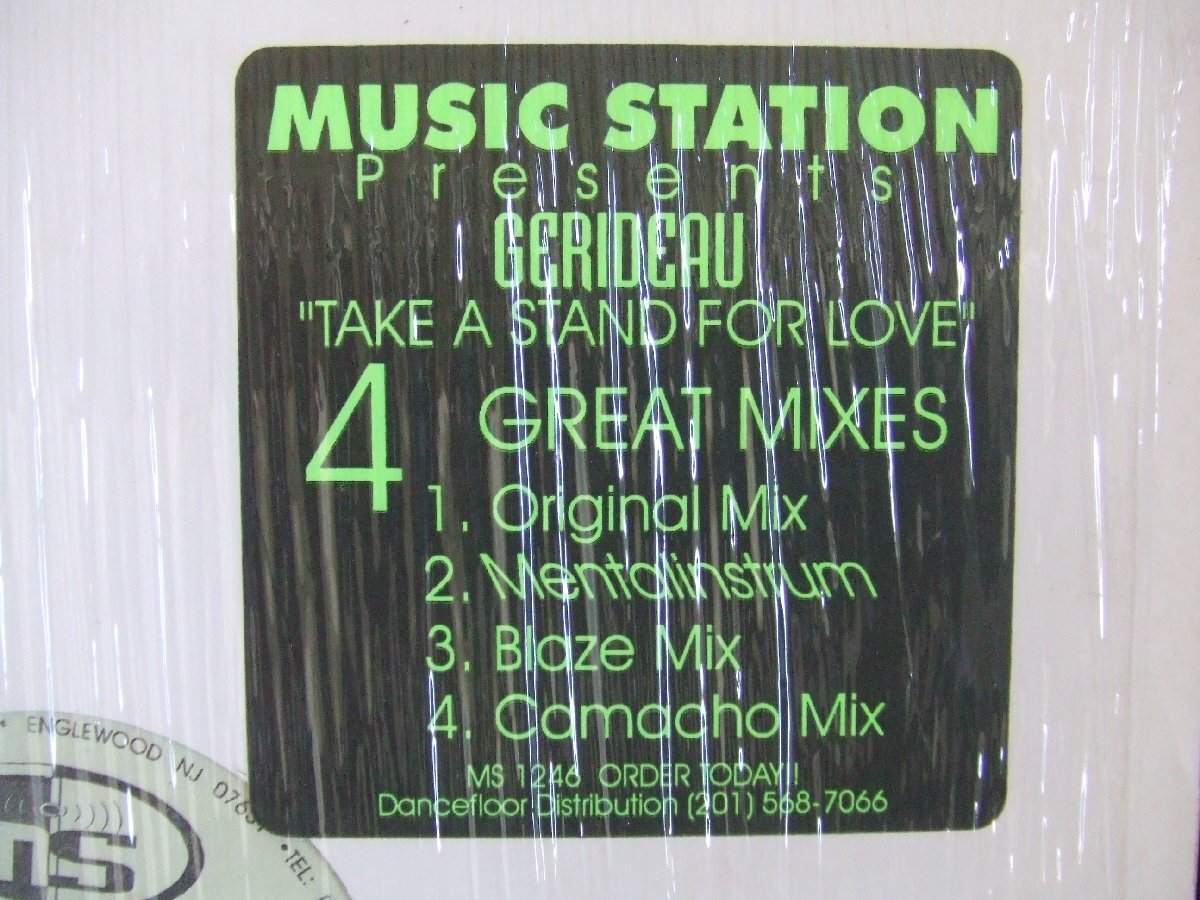 MUSIC STATION
Presents
GERIDEAU
"TAKE A STAND FOR LOVE"
4 GREAT MIXES
1. Original Mix
2. Mentalinstrum
3. Blaze Mix
4. Camacho Mix
MS 1246 ORDER TODAY!!
Dancefloor Distribution (201) 568-7066
• ENGLEWOOD NJ
• TEL: